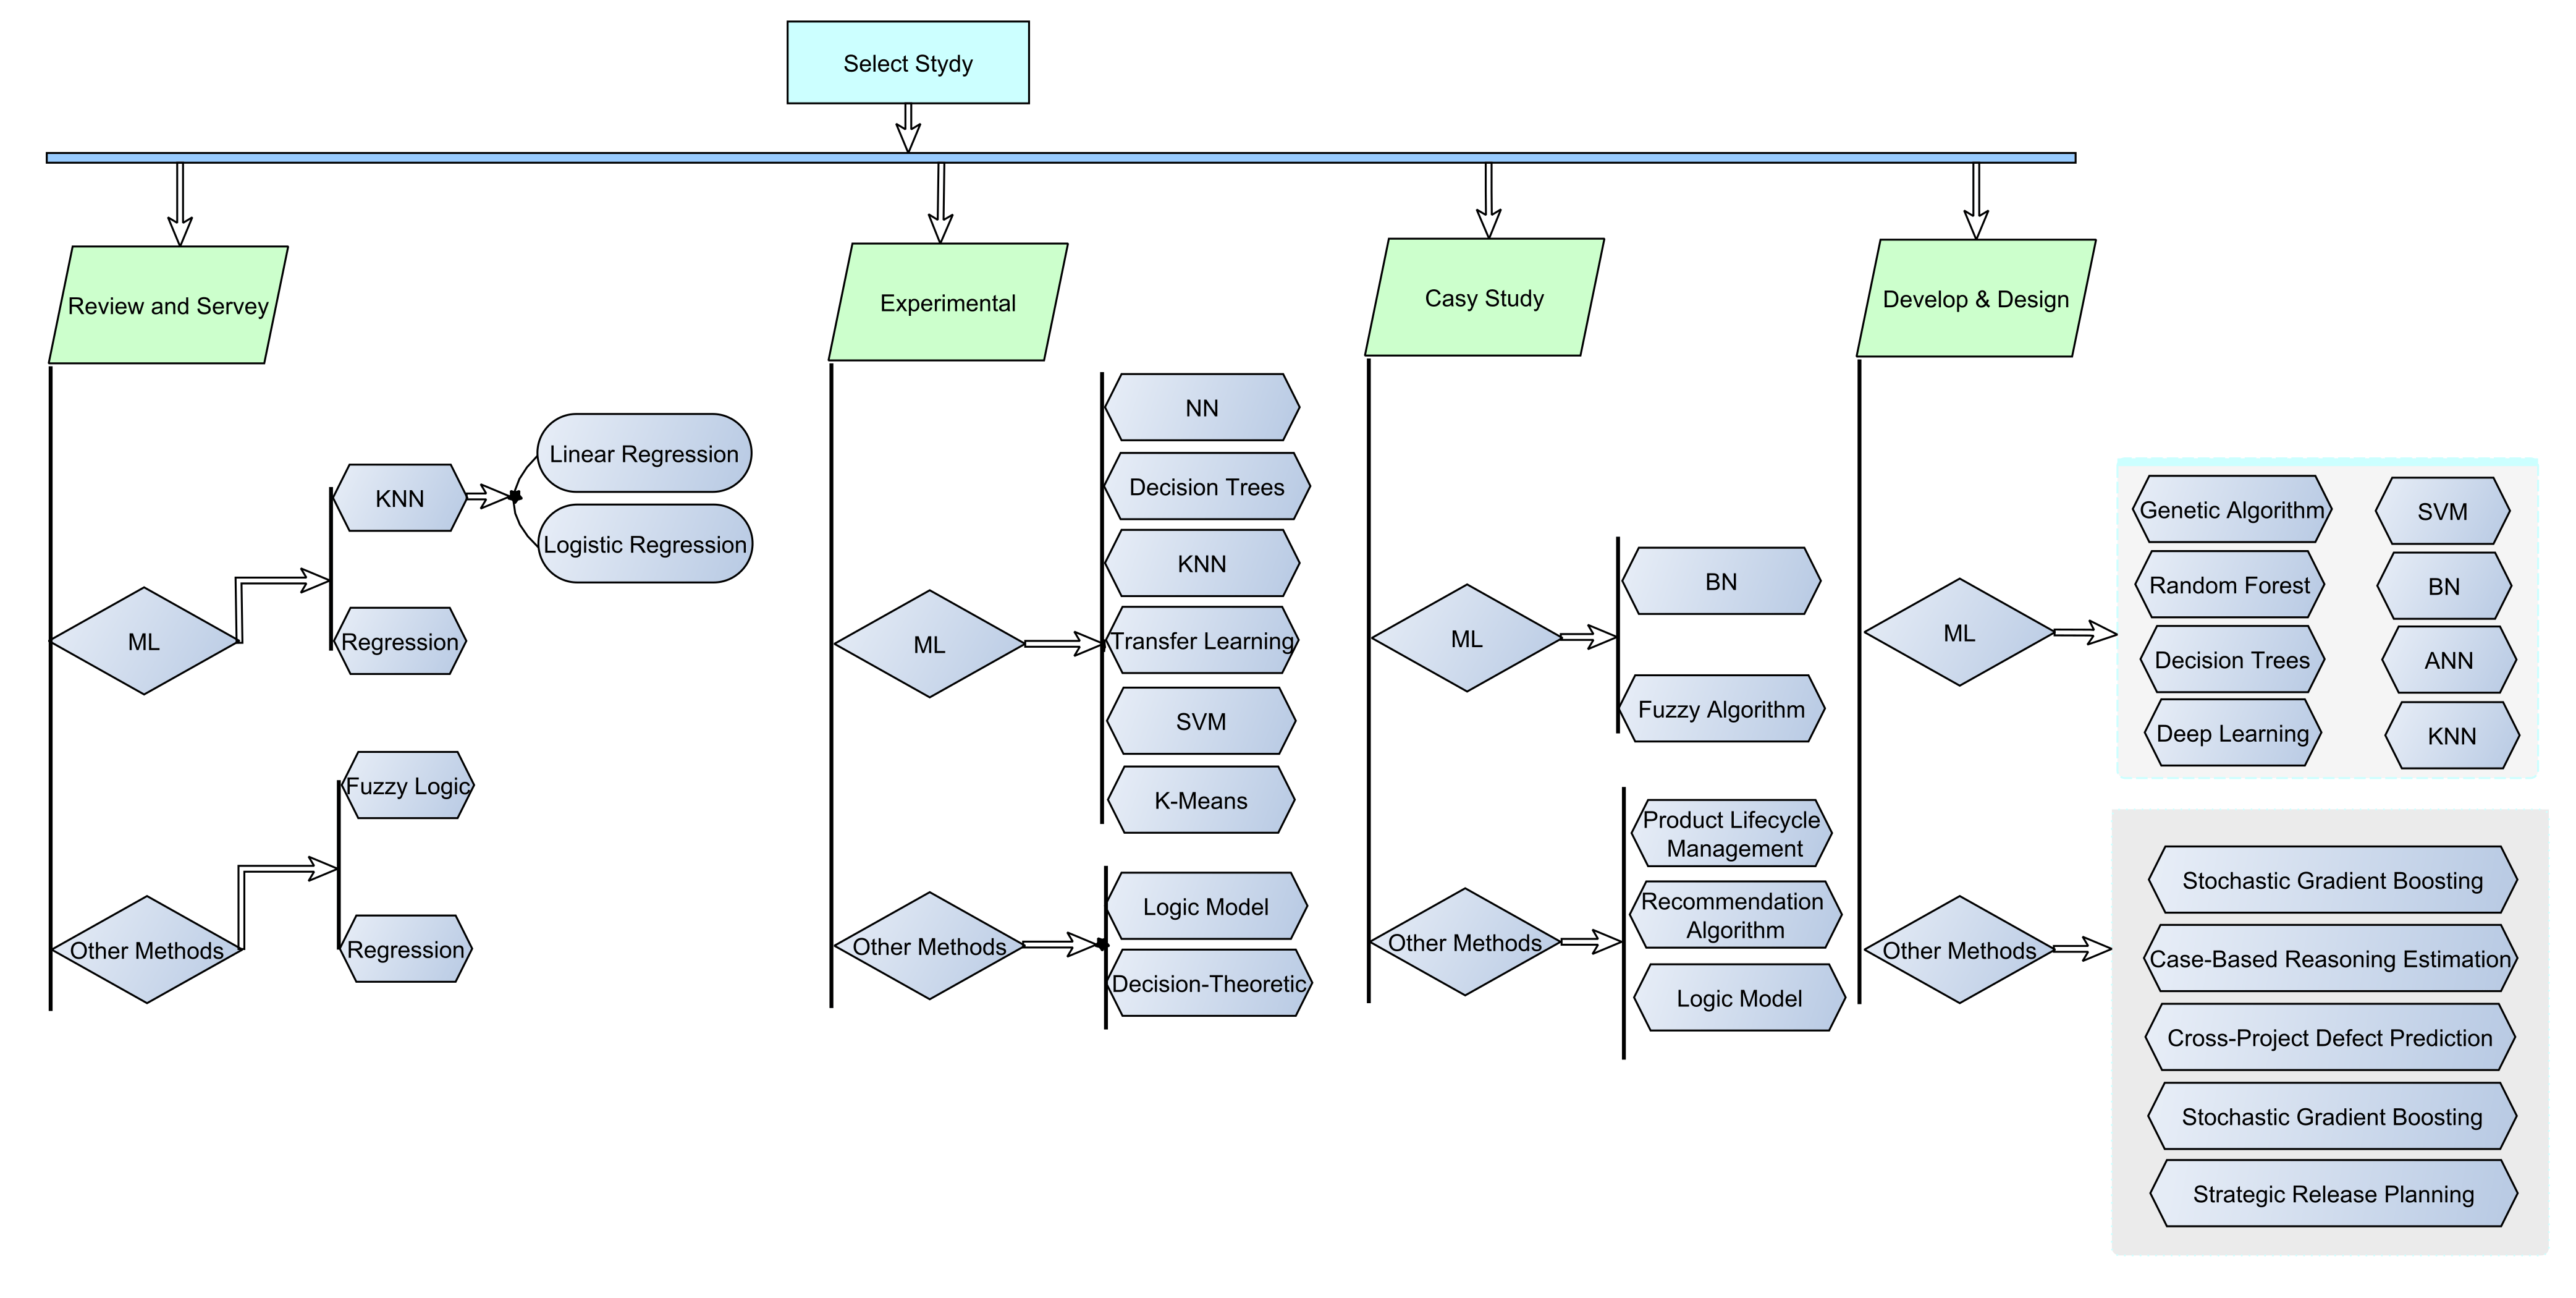 Select Stydy
Review and Servey
ML
KNN
Linear Regression
Logistic Regression
Regression
Other Methods
Fuzzy Logic
Regression
Experimental
ML
NN
Decision Trees
KNN
Transfer Learning
SVM
K-Means
Other Methods
Logic Model
Decision-Theoretic
Casy Study
ML
BN
Fuzzy Algorithm
Other Methods
Product Lifecycle
Management
Recommendation
Algorithm
Logic Model
Develop & Design
ML
Genetic Algorithm
Random Forest
Decision Trees
Deep Learning
SVM
BN
ANN
KNN
Other Methods
Stochastic Gradient Boosting
Case-Based Reasoning Estimation
Cross-Project Defect Prediction
Stochastic Gradient Boosting
Strategic Release Planning